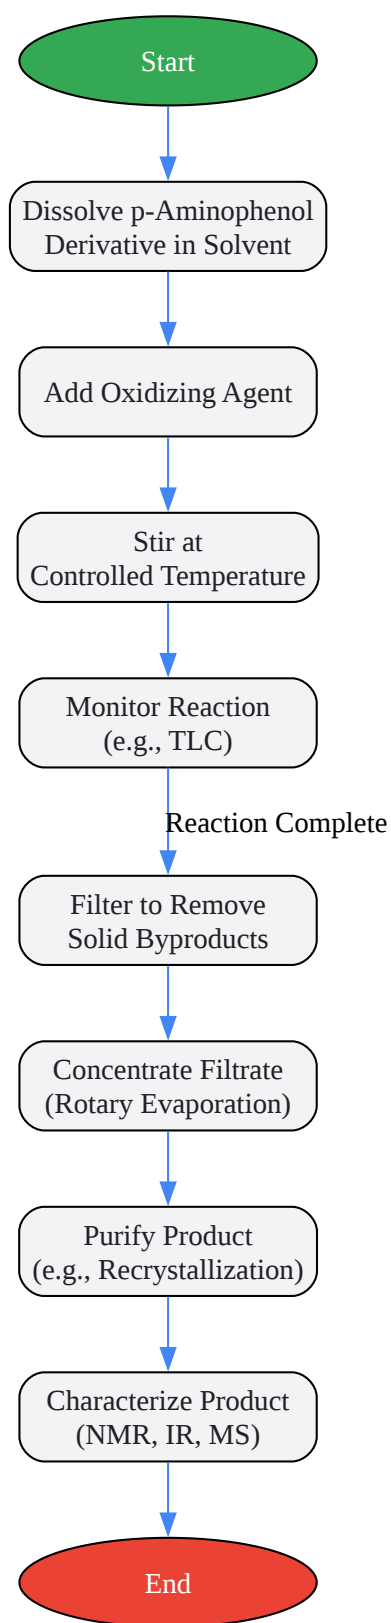 Start
Dissolve p-Aminophenol
Derivative in Solvent
Add Oxidizing Agent
Stir at
Controlled Temperature
Monitor Reaction
(e.g., TLC)
Reaction Complete
Filter to Remove
Solid Byproducts
Concentrate Filtrate
(Rotary Evaporation)
Purify Product
(e.g., Recrystallization)
Characterize Product
(NMR, IR, MS)
End